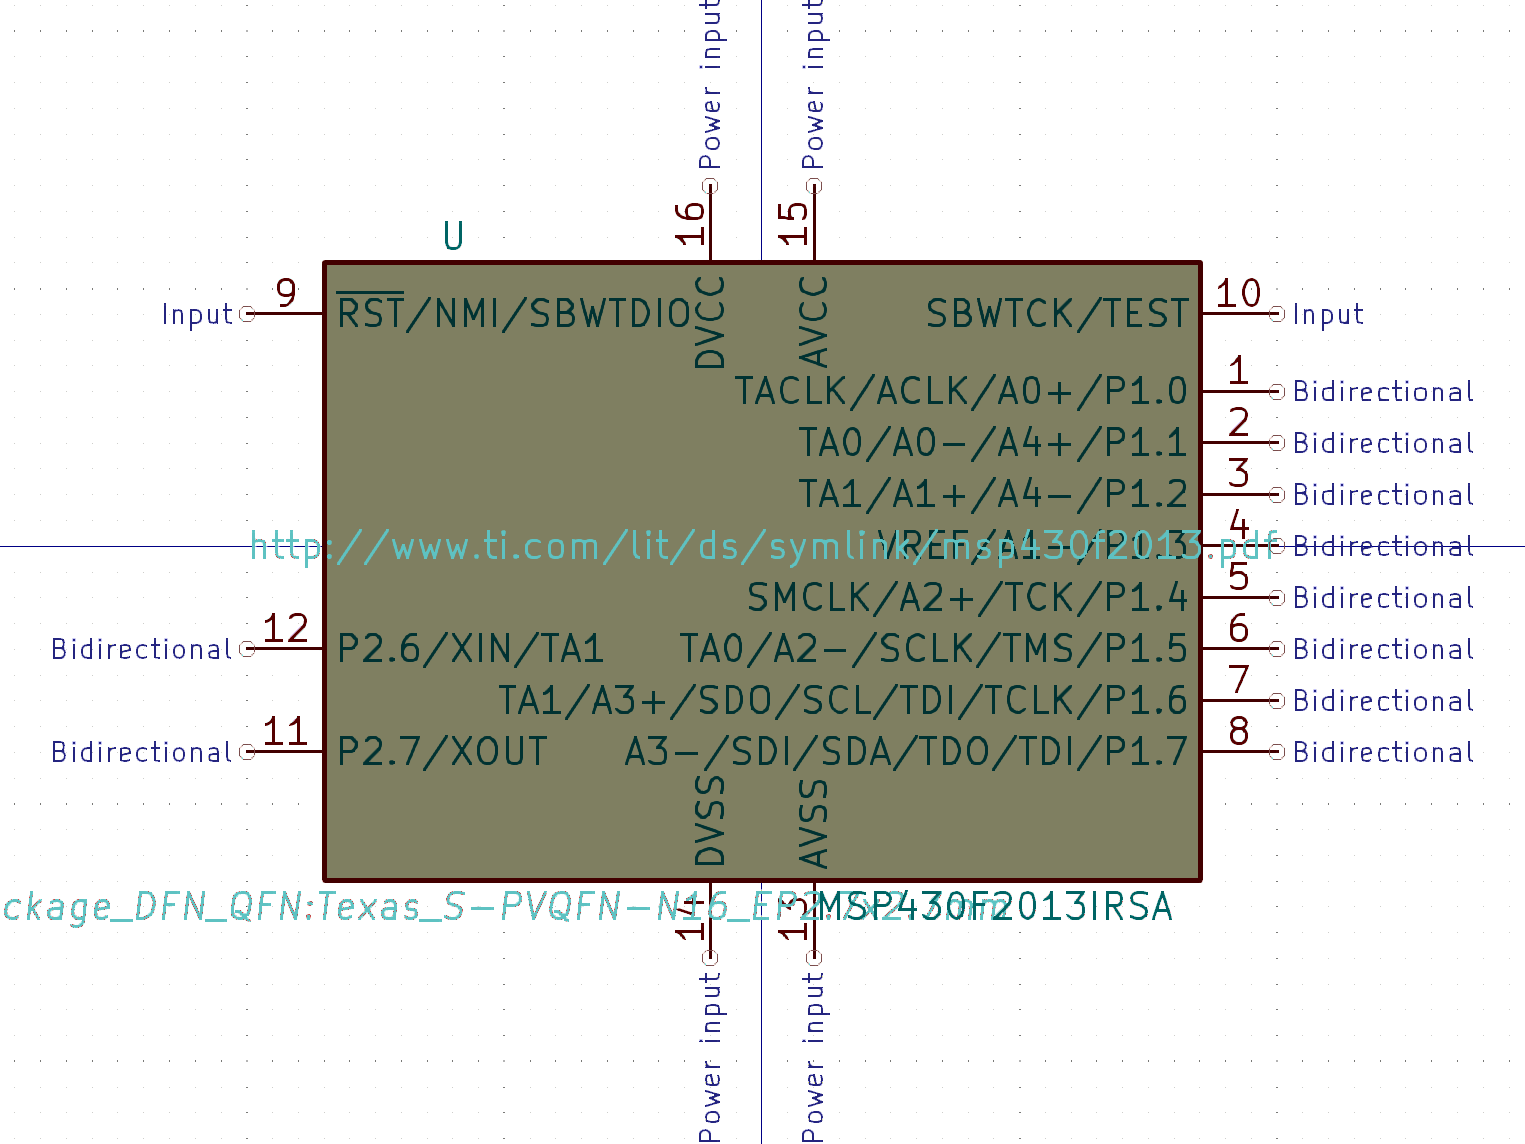 Power input
Power input
16
15
U
9
10
Input
RST/NMI/SBWTDIO
DVCC
AVCC
SBWTCK/TEST
Input
1
TACLK/ACLK/A0+/P1.0
Bidirectional
2
TA0/A0-/A4+/P1.1
Bidirectional
3
TA1/A1+/A4-/P1.2
Bidirectional
4
http://www.ti.com/lit/ds/symlink/msp430f2013.pdf
VREF/A1-/P1.3
Bidirectional
5
SMCLK/A2+/TCK/P1.4
Bidirectional
12
6
Bidirectional
P2.6/XIN/TA1
TA0/A2-/SCLK/TMS/P1.5
Bidirectional
7
TA1/A3+/SDO/SCL/TDI/TCLK/P1.6
Bidirectional
11
8
Bidirectional
P2.7/XOUT
A3-/SDI/SDA/TDO/TDI/P1.7
Bidirectional
DVSS
AVSS
ckage_DFN_QFN:Texas_S-PVQFN-N16_EP2.7x2.7mm
MSP430F2013IRSA
14
13
Power input
Power input